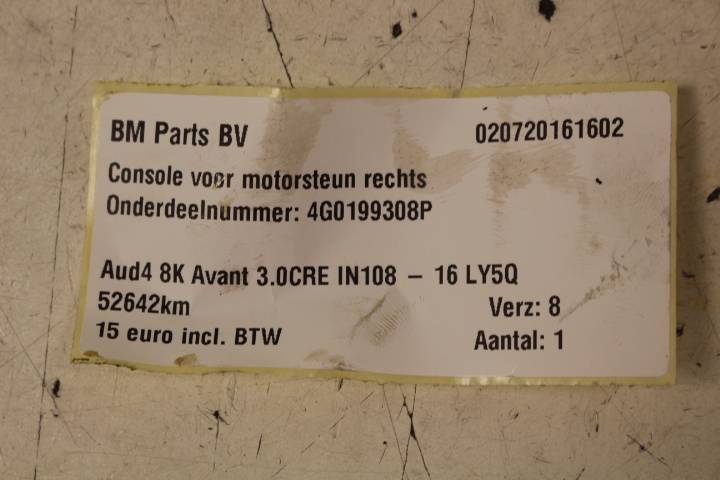 BM Parts BV 020720161602
Console voor motorsteun rechts
Onderdeelnummer: 4G0199308P
Aud4 8K Avant 3.0CRE IN108 – 16 LY5Q
52642km Verz: 8
15 euro incl. BTW Aantal: 1